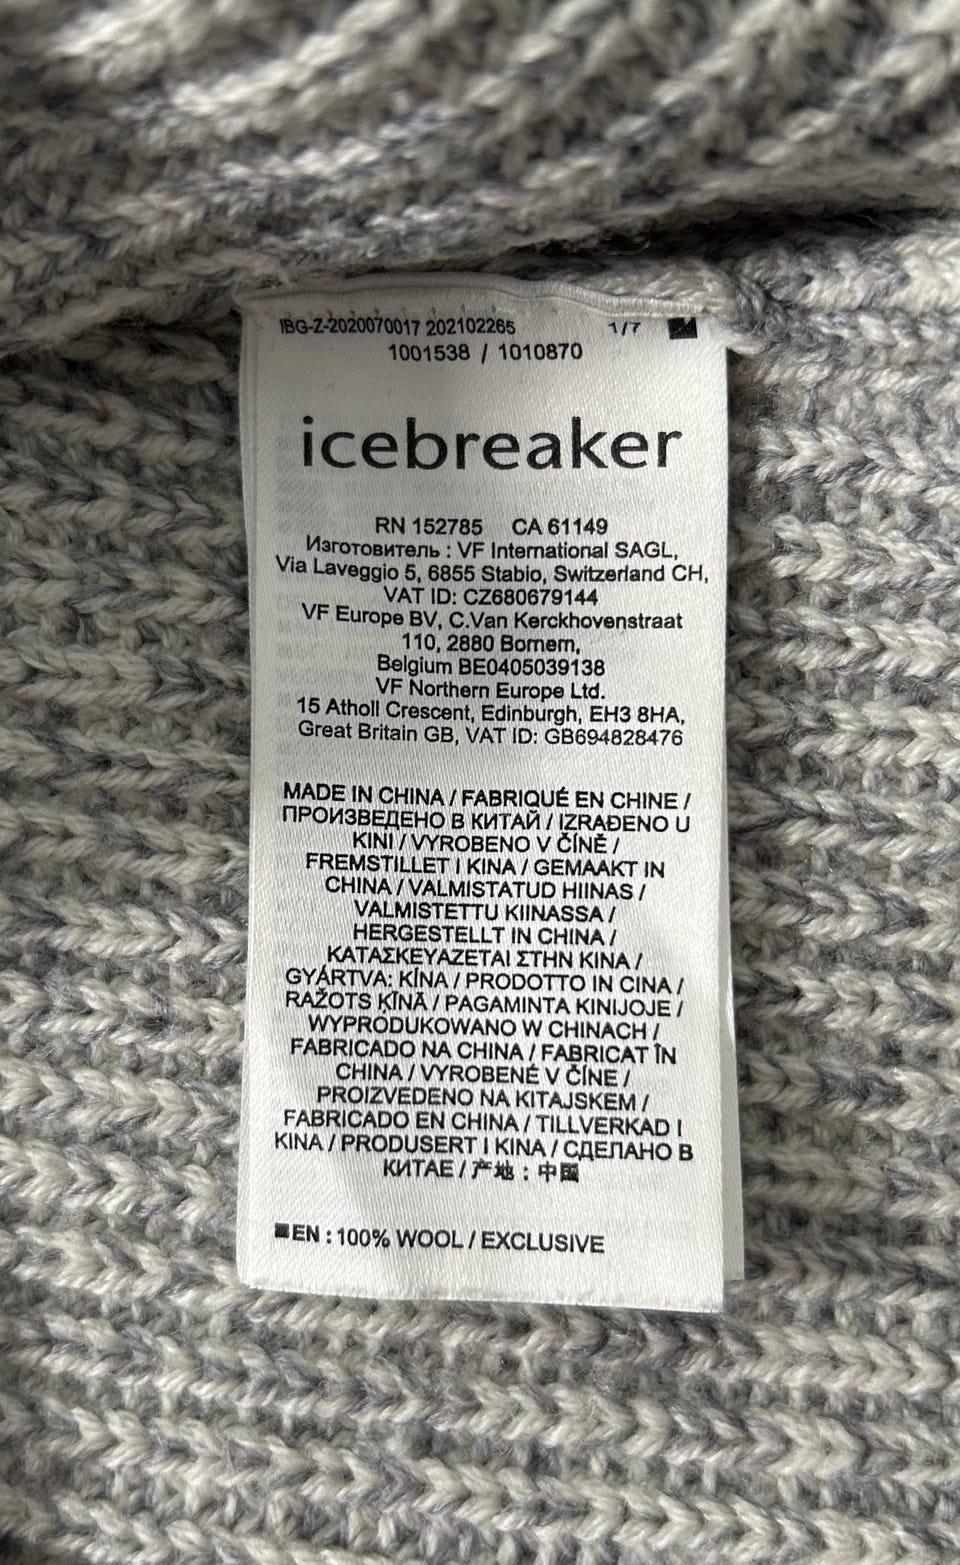 IBG-Z-2020070017 202102265 1/7
1001538 / 1010870
icebreaker
RN 152785 CA 61149
Изготовитель : VF International SAGL,
Via Laveggio 5, 6855 Stabio, Switzerland CH,
VAT ID: CZ680679144
VF Europe BV, C.Van Kerckhovenstraat
110, 2880 Bornem,
Belgium BE0405039138
VF Northern Europe Ltd.
15 Atholl Crescent, Edinburgh, EH3 8HA,
Great Britain GB, VAT ID: GB694828476
MADE IN CHINA / FABRIQUÉ EN CHINE /
ПРОИЗВЕДЕНО В КИТАЙ / IZRAĐENO U
KINI / VYROBENO V ČÍNĚ /
FREMSTILLET I KINA / GEMAAKT IN
CHINA / VALMISTATUD HIINAS /
VALMISTETTU KIINASSA /
HERGESTELLT IN CHINA /
ΚΑΤΑΣΚΕΥΑΖΕΤΑΙ ΣΤΗΝ ΚΙΝΑ /
GYÁRTVA: KÍNA / PRODOTTO IN CINA /
RAŽOTS ĶĪNĀ / PAGAMINTA KINIJOJE /
WYPRODUKOWANO W CHINACH /
FABRICADO NA CHINA / FABRICAT ÎN
CHINA / VYROBENÉ V ČÍNE /
PROIZVEDENO NA KITAJSKEM /
FABRICADO EN CHINA / TILLVERKAD I
KINA / PRODUSERT I KINA / СДЕЛАНО В
КИТАЕ / 产地 : 中国
EN : 100% WOOL / EXCLUSIVE